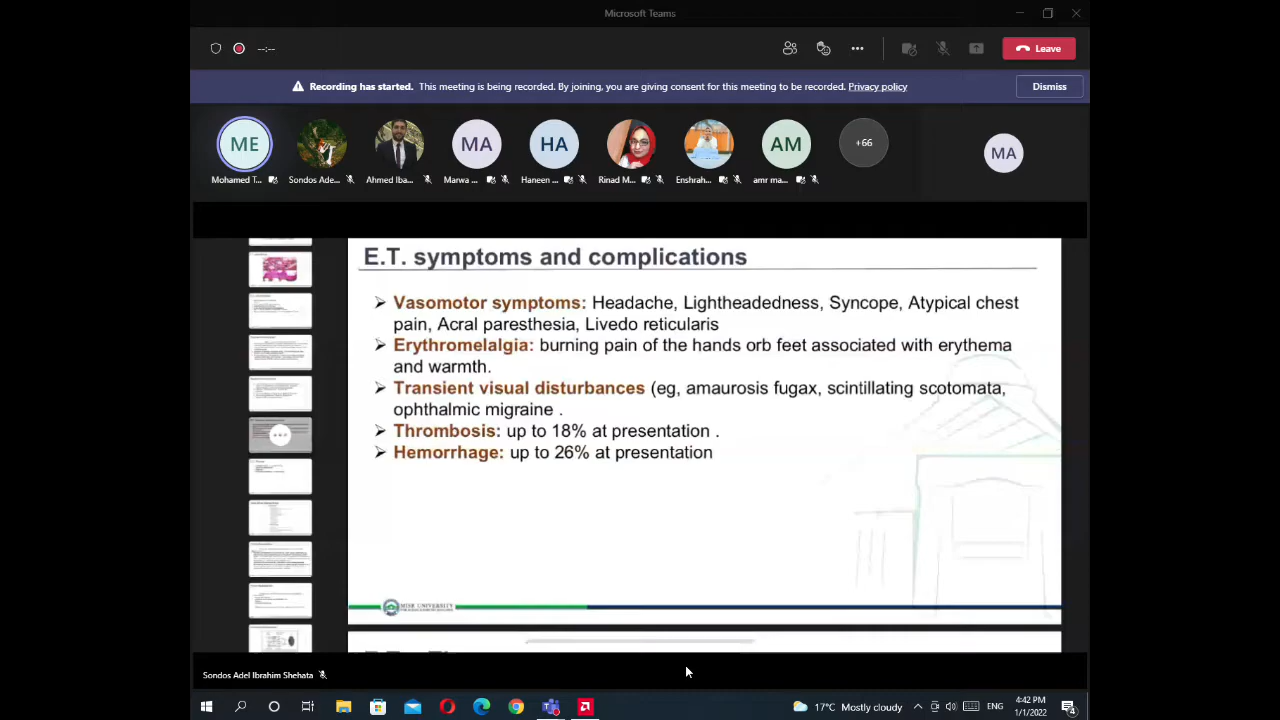 Microsoft Teams
--:--
Leave
Recording has started. This meeting is being recorded. By joining, you are giving consent for this meeting to be recorded. Privacy policy
Dismiss
ME
MA
HA
AM
+66
MA
Mohamed T...
Sondos Ade...
Ahmed Iba...
Marwa ...
Haneen ...
Rinad M...
Enshrah...
amr ma...
E.T. symptoms and complications
Vasomotor symptoms: Headache, Lightheadedness, Syncope, Atypical chest
pain, Acral paresthesia, Livedo reticularis
Erythromelalgia: burning pain of the hands orb feet associated with erythema
and warmth.
Transient visual disturbances (eg, amurosis fugax, scintillating scotomata,
ophthalmic migraine .
Thrombosis: up to 18% at presentation .
Hemorrhage: up to 26% at presentation
Sondos Adel Ibrahim Shehata
17°C Mostly cloudy
ENG
4:42 PM
1/1/2022
4